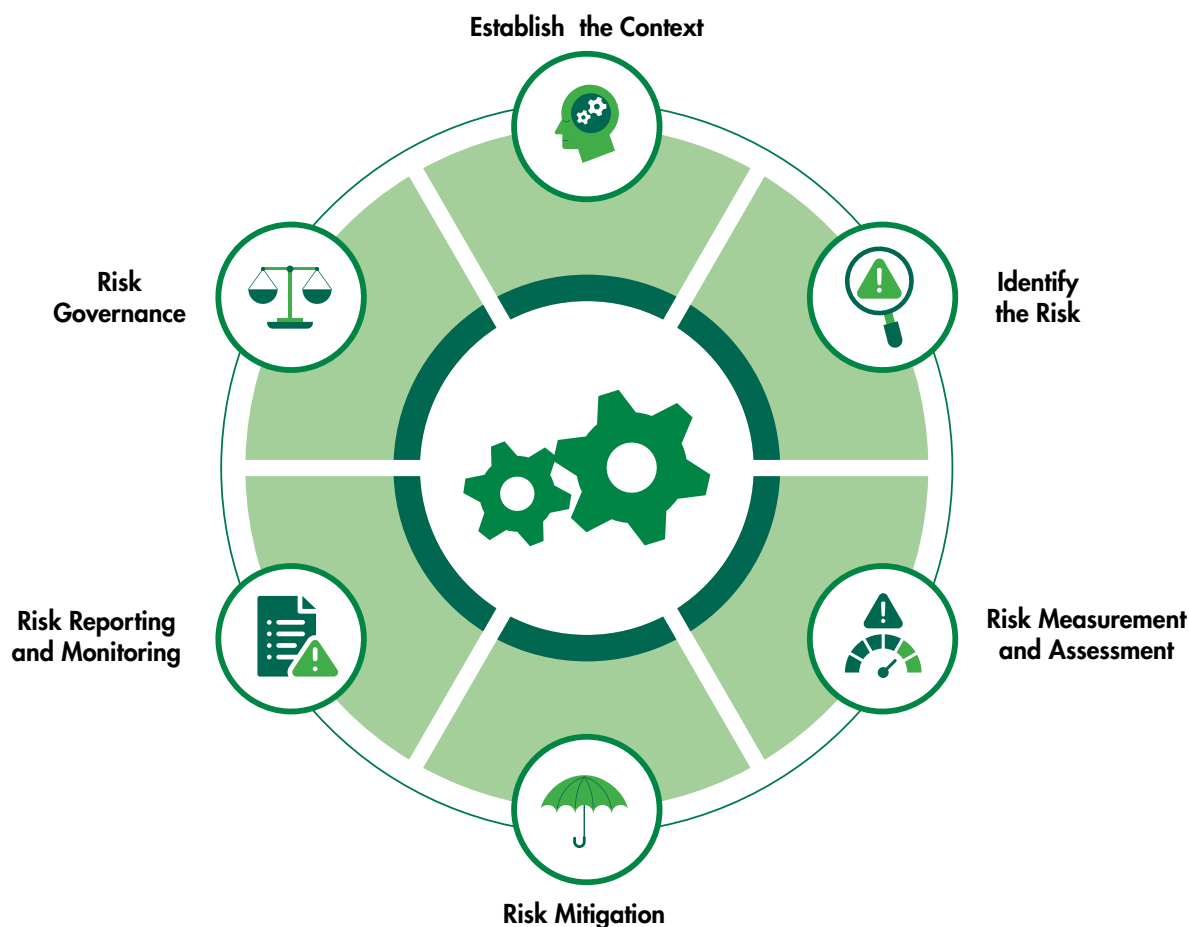 Establish  the Context
Identify
the Risk
Risk Measurement
and Assessment
Risk Mitigation
Risk Reporting
and Monitoring
Risk
Governance